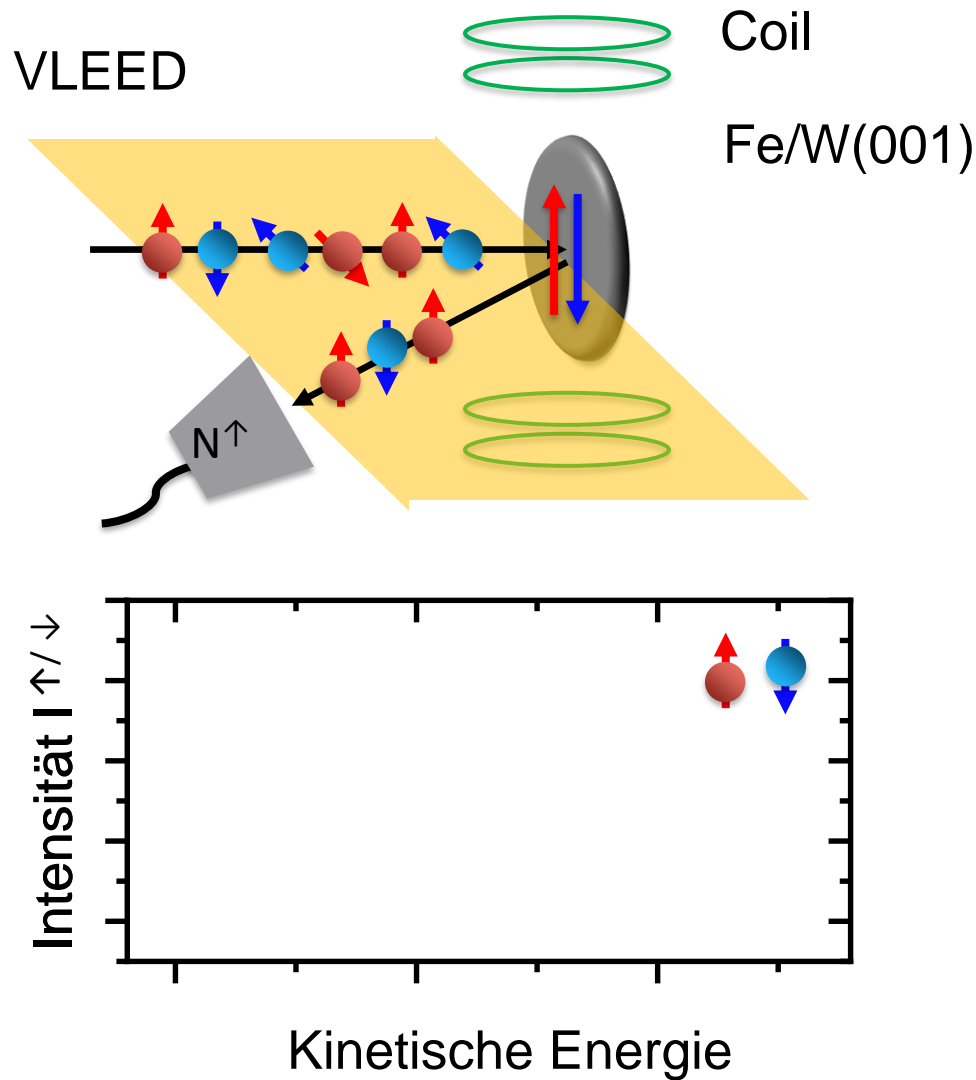 Coil
VLEED
Fe/W(001)
N↑
Intensität I ↑/↓
Kinetische Energie